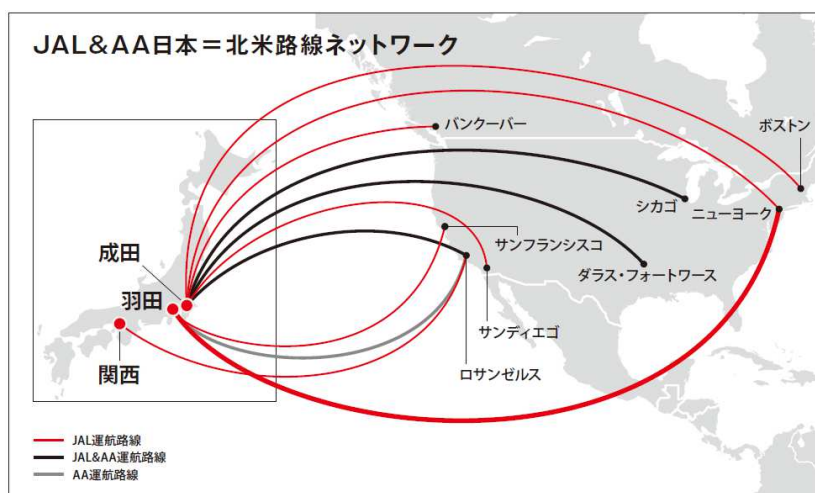 JAL&AA日本=北米路線ネットワーク
バンクーバー
ボストン
シカゴ
ニューヨーク
サンフランシスコ
ダラス・フォートワース
成田
羽田
関西
サンディエゴ
ロサンゼルス
JAL運航路線
JAL&AA運航路線
AA運航路線